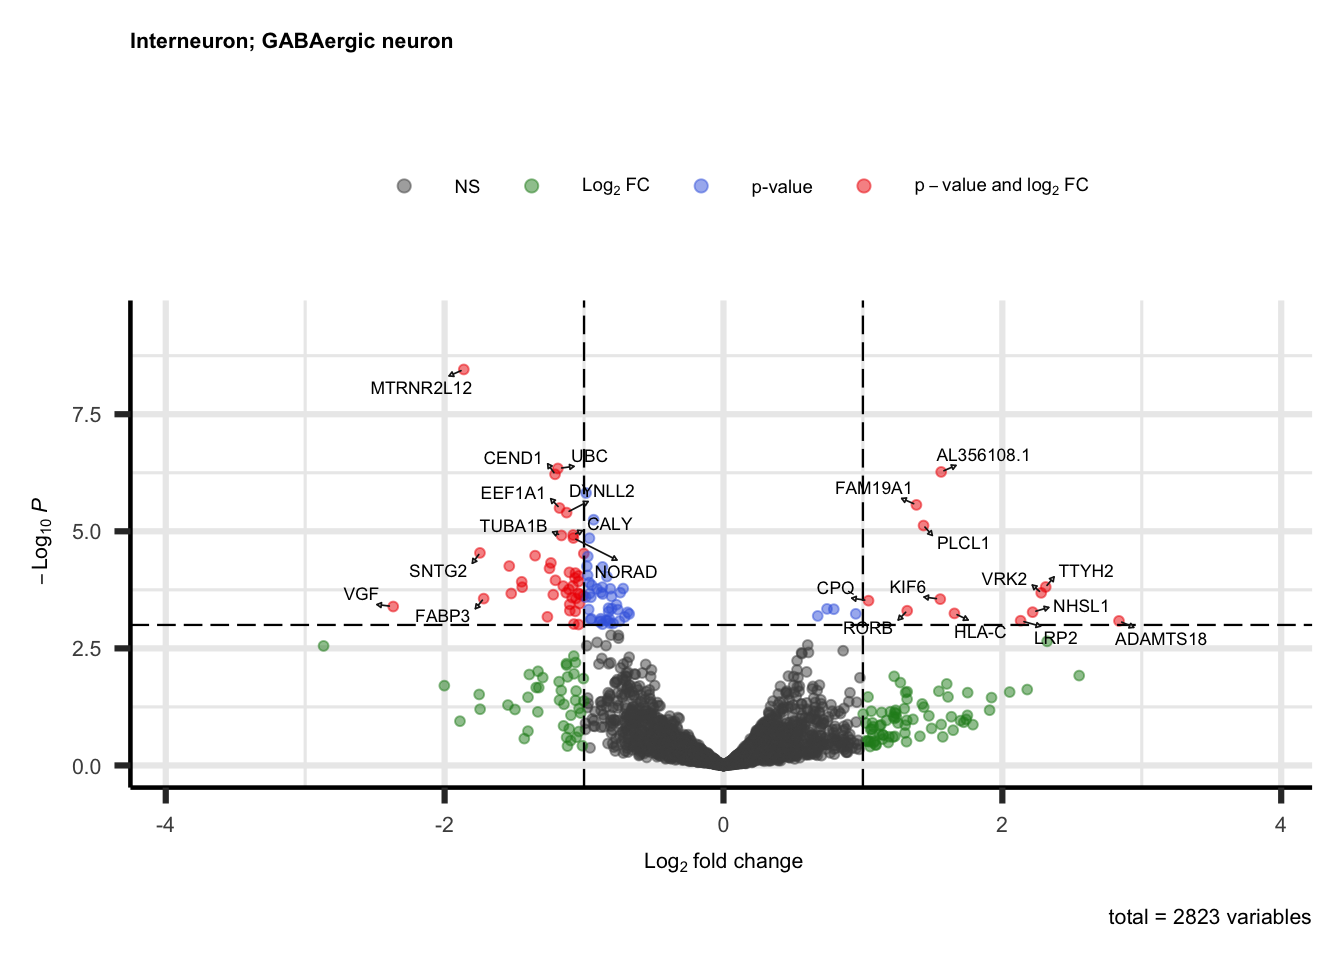 Interneuron; GABAergic neuron
NS Log2 FC p-value p – value and log2 FC
MTRNR2L12
CEND1 UBC
AL356108.1
EEF1A1 DYNLL2
FAM19A1
TUBA1B CALY
PLCL1
SNTG2 NORAD
VRK2 TTYH2
VGF
CPQ KIF6
FABP3
NHSL1
RORB HLA-C LRP2 ADAMTS18
7.5
5.0
2.5
0.0
– Log10 P
-4 -2 0 2 4
Log2 fold change
total = 2823 variables